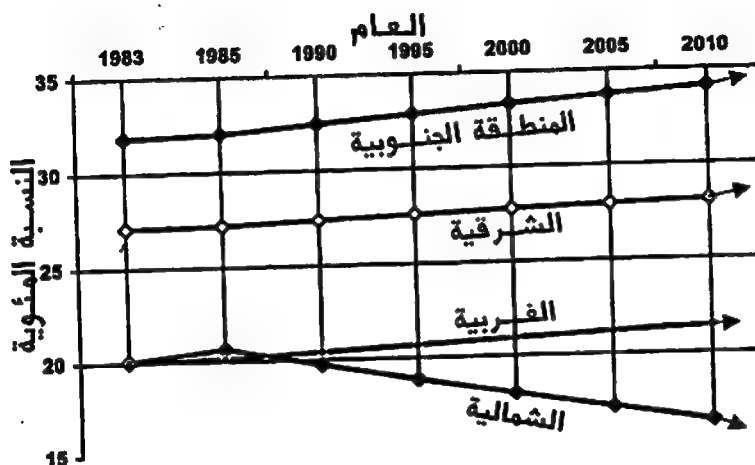 العام
1983 1985 1990 1995 2000 2005 2010
35
30
25
20
15
النسبة المئوية
المنطقة الجنوبية
الشرقية
الغربية
الشمالية